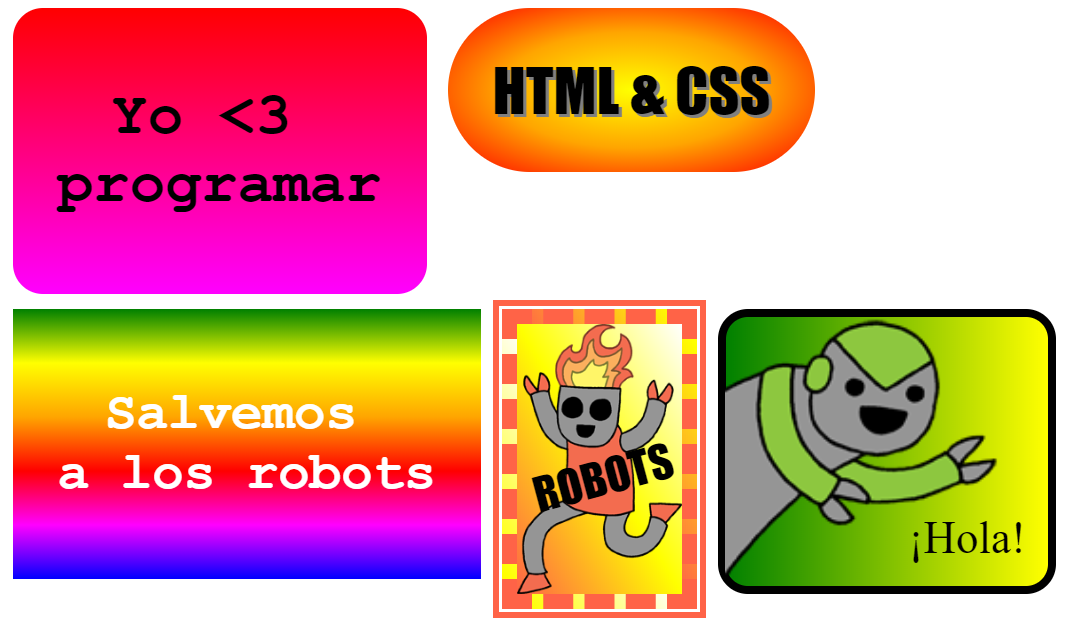 Yo <3
programar
HTML & CSS
Salvemos
a los robots
ROBOTS
¡Hola!